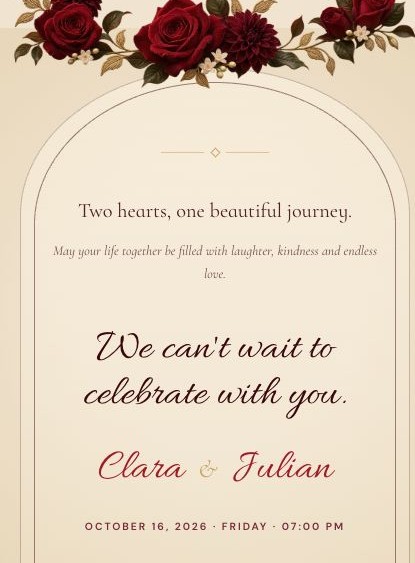 Two hearts, one beautiful journey.
May your life together be filled with laughter, kindness and endless
love.
We can't wait to
celebrate with you.
Clara & Julian
OCTOBER 16, 2026 · FRIDAY · 07:00 PM